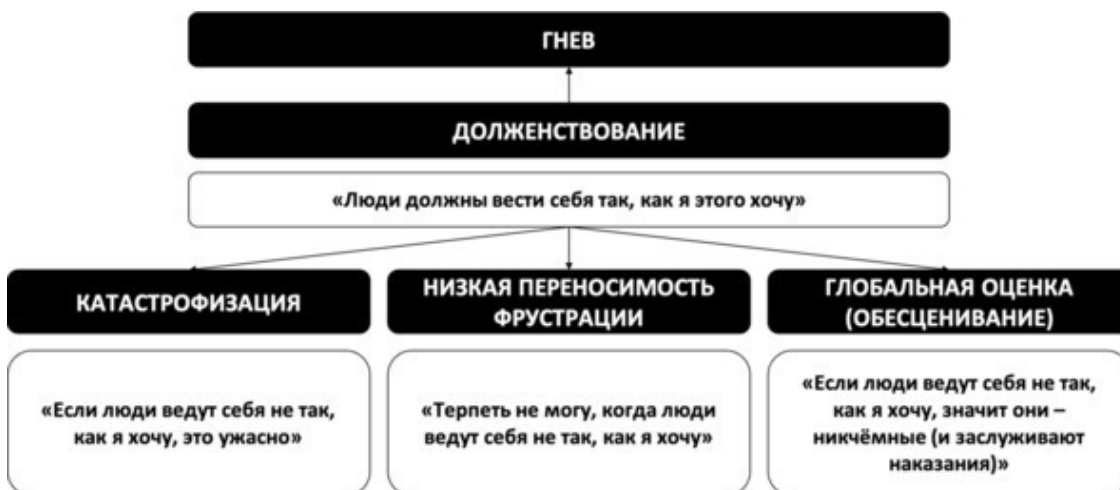 ГНЕВ
ДОЛЖЕНСТВОВАНИЕ
«Люди должны вести себя так, как я этого хочу»
КАТАСТРОФИЗАЦИЯ
НИЗКАЯ ПЕРЕНОСИМОСТЬ
ФРУСТРАЦИИ
ГЛОБАЛЬНАЯ ОЦЕНКА
(ОБЕСЦЕНИВАНИЕ)
«Если люди ведут себя не так,
как я хочу, это ужасно»
«Терпеть не могу, когда люди
ведут себя не так, как я хочу»
«Если люди ведут себя не так,
как я хочу, значит они –
никчёмные (и заслуживают
наказания)»